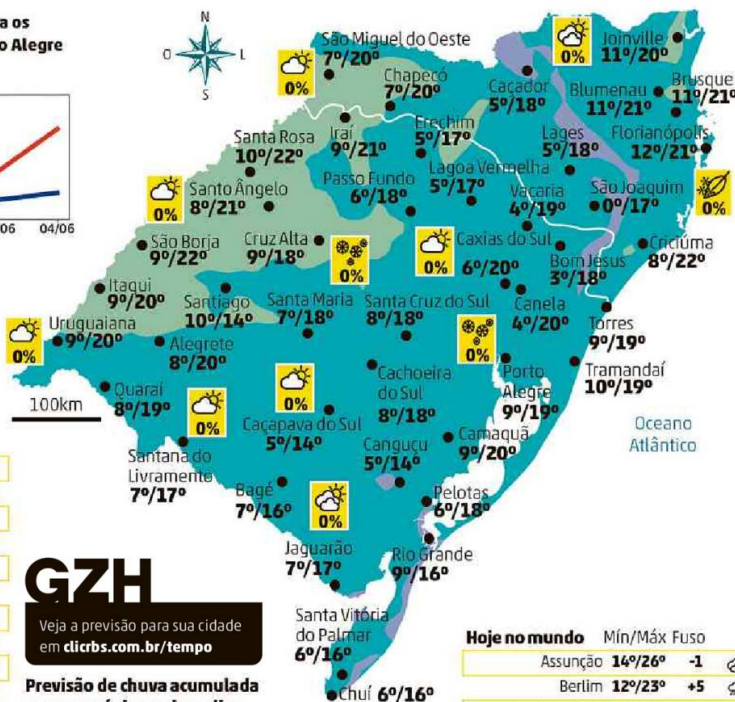 a os
o Alegre
06 04/06
N
O L
S
São Miguel do Oeste
7º/20º
0%
Chapecó
7º/20º
Caçador
5º/18º
0%
Joinville
11º/20º
Blumenau
11º/21º
Brusque
11º/21º
Florianópolis
12º/21º
Santa Rosa
10º/22º
Iraí
9º/21º
Erechim
5º/17º
Lages
5º/18º
Lagoa Vermelha
5º/17º
Passo Fundo
6º/18º
Vacaria
4º/19º
São Joaquim
0º/17º
0%
Santo Ângelo
8º/21º
0%
São Borja
9º/22º
Cruz Alta
9º/18º
0%
0%
Caxias do Sul
6º/20º
Bom Jesus
3º/18º
Criciúma
8º/22º
Itaqui
9º/20º
Santiago
10º/14º
Santa Maria
7º/18º
Santa Cruz do Sul
8º/18º
Canela
4º/20º
Torres
9º/19º
Uruguaiana
9º/20º
0%
Alegrete
8º/20º
0%
Porto
Alegre
9º/19º
Tramandaí
10º/19º
Quaraí
8º/19º
100km
0%
0%
Cachoeira
do Sul
8º/18º
Caçapava do Sul
5º/14º
Camaquã
9º/20º
Oceano
Atlântico
Santana do
Livramento
7º/17º
Canguçu
5º/14º
Bagé
7º/16º
0%
Pelotas
6º/18º
Jaguarão
7º/17º
Rio Grande
9º/16º
GZH
Veja a previsão para sua cidade
em clicrbs.com.br/tempo
Santa Vitória
do Palmar
6º/16º
Chuí 6º/16º
Previsão de chuva acumulada
Hoje no mundo Mín/Máx Fuso
Assunção 14º/26º -1
Berlim 12º/23º +5